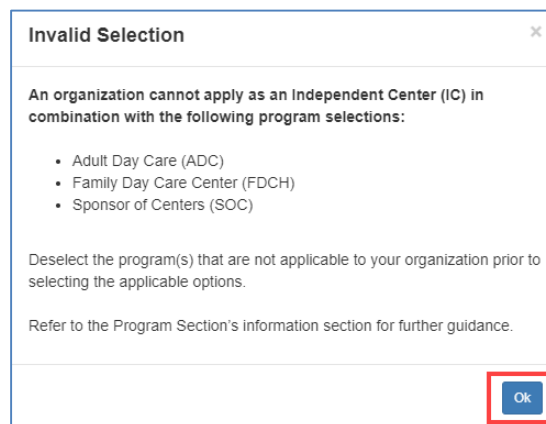 Invalid Selection ×
An organization cannot apply as an Independent Center (IC) in
combination with the following program selections:
• Adult Day Care (ADC)
• Family Day Care Center (FDCH)
• Sponsor of Centers (SOC)
Deselect the program(s) that are not applicable to your organization prior to
selecting the applicable options.
Refer to the Program Section's information section for further guidance.
Ok